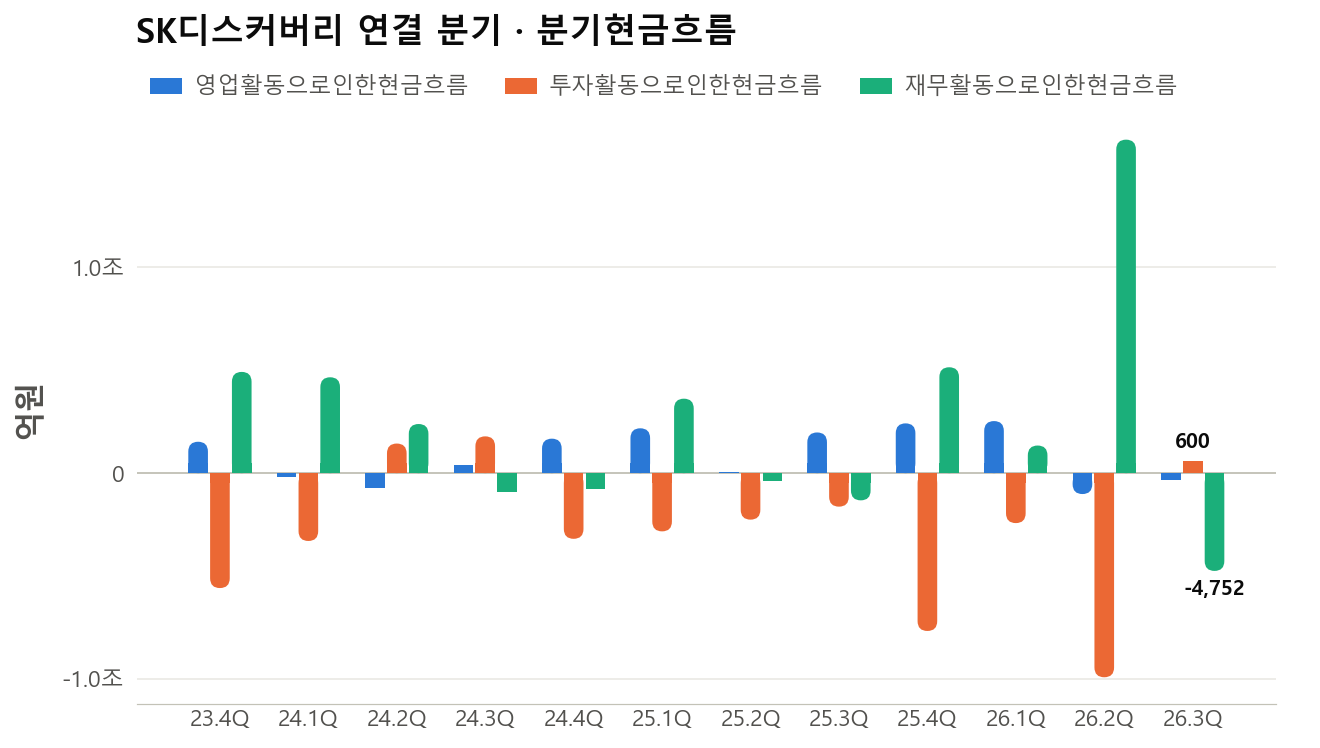 SK디스커버리 연결 분기 · 분기현금흐름
영업활동으로인한현금흐름 투자활동으로인한현금흐름 재무활동으로인한현금흐름
1.0조
억원
600
0
-4,752
-1.0조
23.4Q 24.1Q 24.2Q 24.3Q 24.4Q 25.1Q 25.2Q 25.3Q 25.4Q 26.1Q 26.2Q 26.3Q